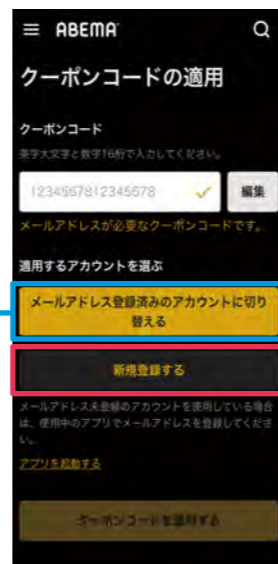 ABEMA
クーポンコードの適用
クーポンコード
英字大文字と数字16桁で入力してください。
1234567812345678
編集
メールアドレスが必要なクーポンコードです。
適用するアカウントを選ぶ
メールアドレス登録済みのアカウントに切り
替える
新規登録する
メールアドレス未登録のアカウントを使用している場合
は、使用中のアプリでメールアドレスを登録してくださ
い。
アプリを起動する
クーポンコードを適用する